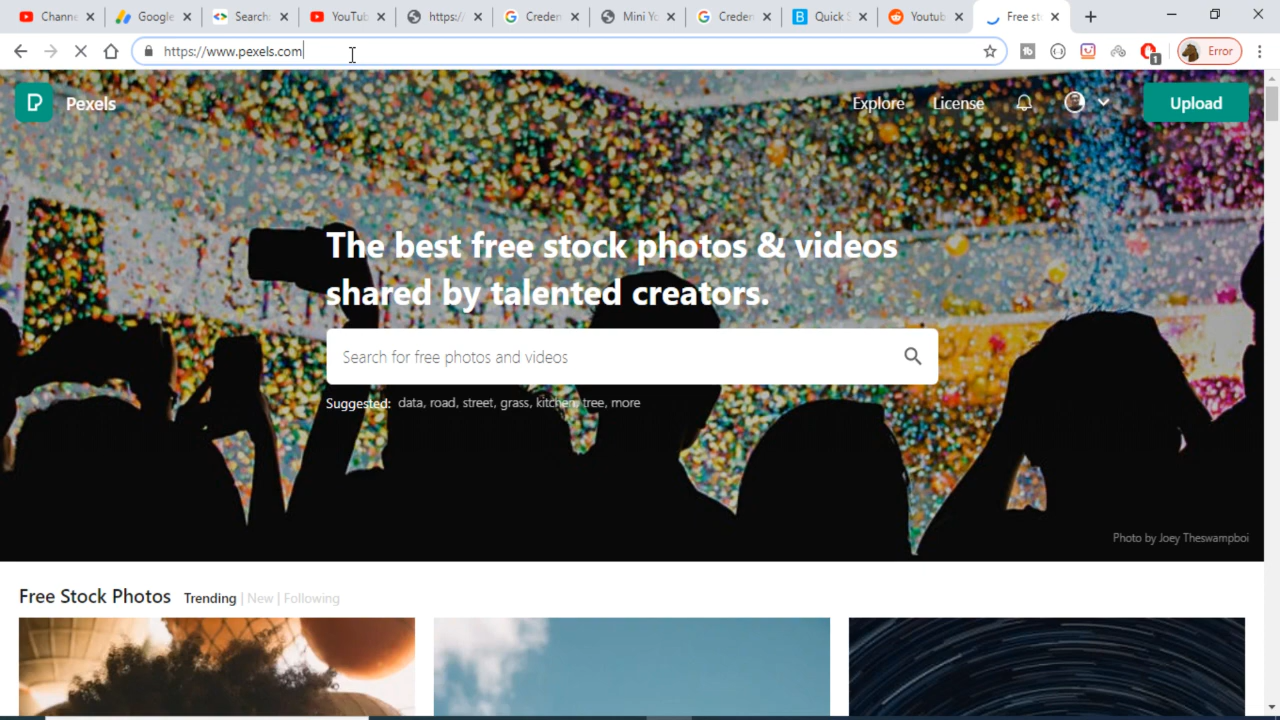 Channe
Google
Search
YouTub
https:/
Creden
Mini Yo
Creden
Quick S
Youtub
Free sto
https://www.pexels.com
Error
1
Pexels
Explore
License
Upload
The best free stock photos & videos
shared by talented creators.
Search for free photos and videos
Suggested: data, road, street, grass, kitchen, tree, more
Photo by Joey Theswampboi
Free Stock Photos Trending | New | Following